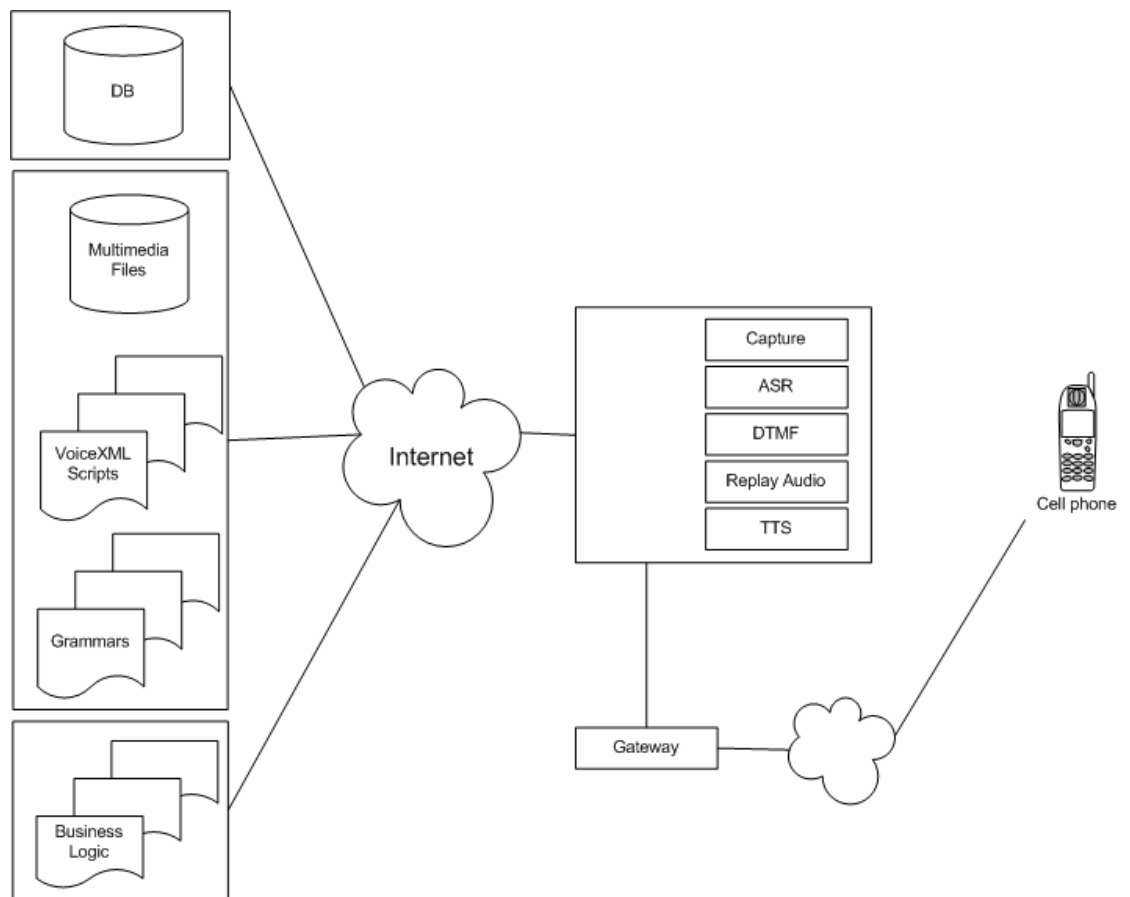 DB
Multimedia
Files
VoiceXML
Scripts
Grammars
Business
Logic
Internet
Capture
ASR
DTMF
Replay Audio
TTS
Gateway
Cell phone